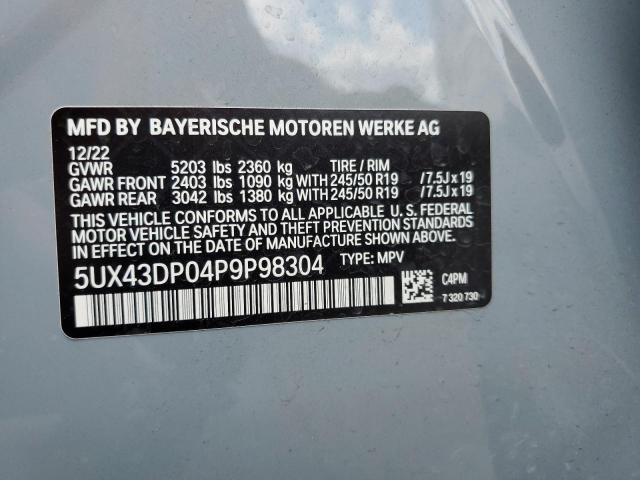 MFD BY BAYERISCHE MOTOREN WERKE AG
12/22
GVWR 5203 lbs 2360 kg TIRE / RIM
GAWR FRONT 2403 lbs 1090 kg WITH 245/50 R19 /7.5J x 19
GAWR REAR 3042 lbs 1380 kg WITH 245/50 R19 /7.5J x 19
THIS VEHICLE CONFORMS TO ALL APPLICABLE U. S. FEDERAL
MOTOR VEHICLE SAFETY AND THEFT PREVENTION STANDARDS
IN EFFECT ON THE DATE OF MANUFACTURE SHOWN ABOVE.
5UX43DP04P9P98304 TYPE: MPV
C4PM
7 320 730